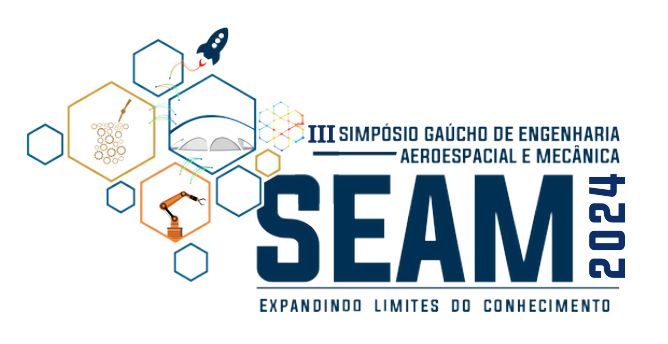 III SIMPÓSIO GAÚCHO DE ENGENHARIA
AEROESPACIAL E MECÂNICA
SEAM
2024
EXPANDINDO LIMITES DO CONHECIMENTO